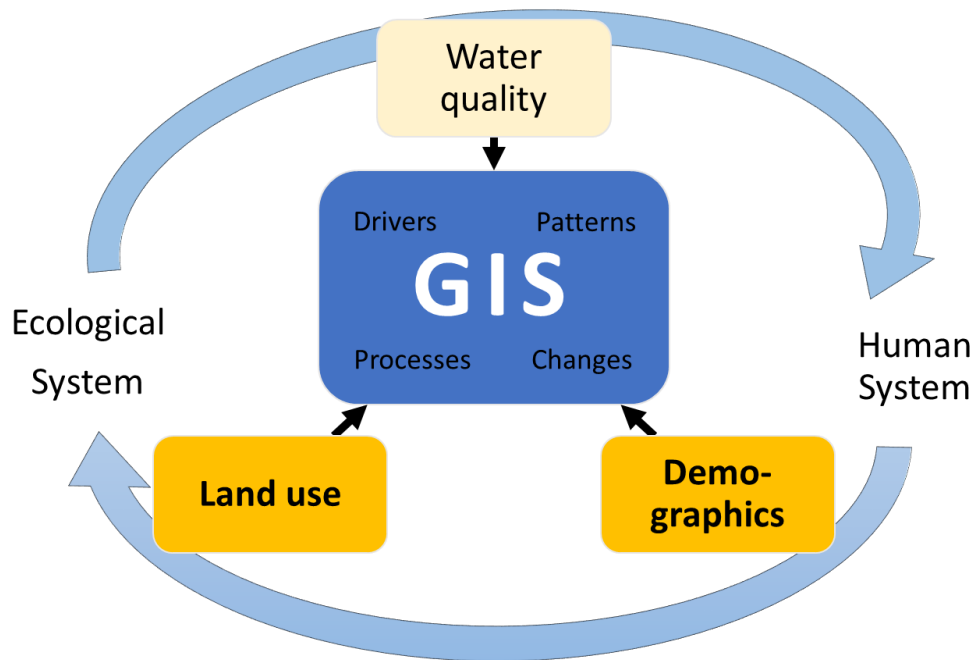 Water
quality
Drivers
Patterns
GIS
Processes
Changes
Ecological
System
Human
System
Land use
Demo-
graphics